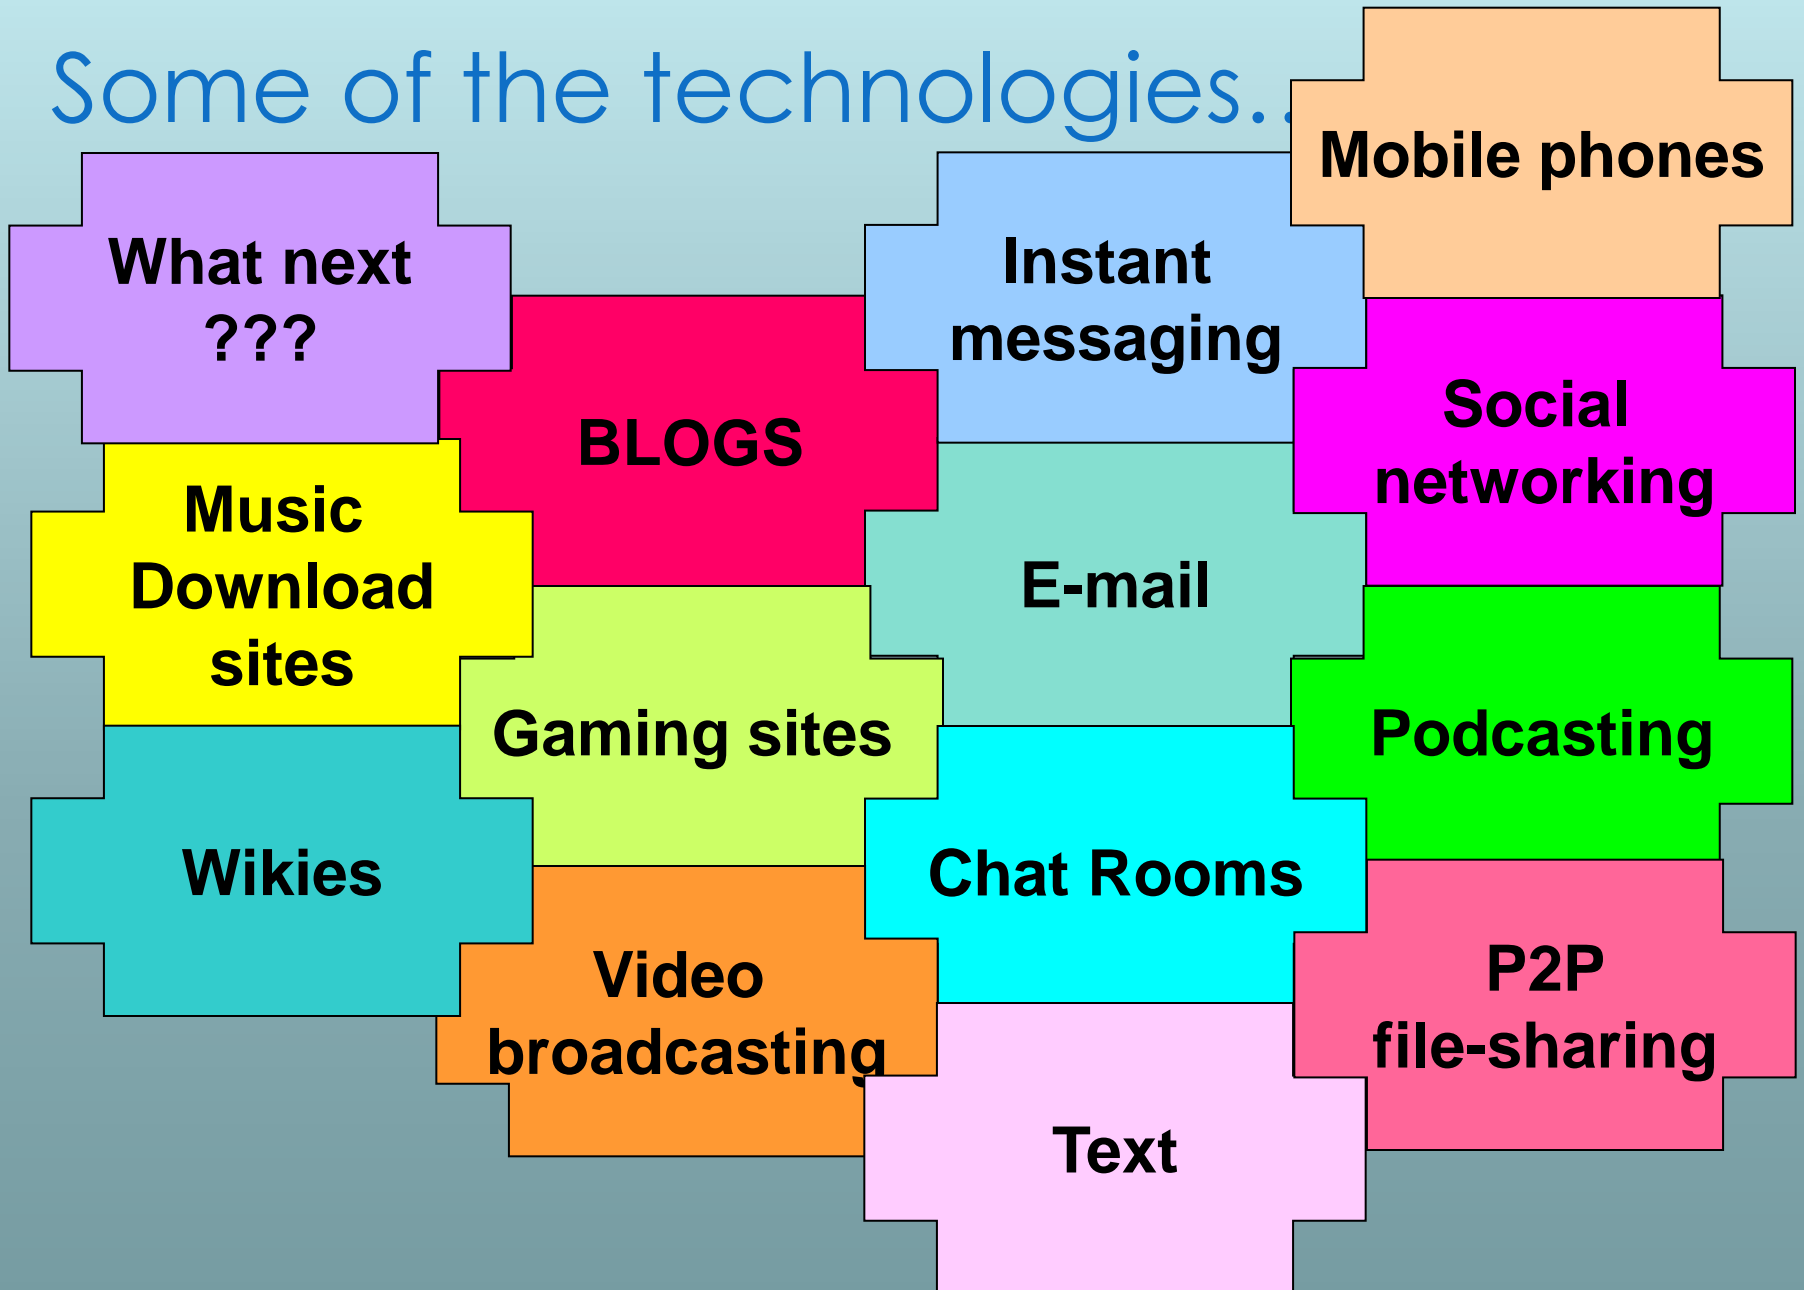 Some of the technologies..
Mobile phones
What next
???
Instant
messaging
BLOGS
Social
networking
Music
Download
sites
E-mail
Gaming sites
Podcasting
Wikies
Chat Rooms
Video
broadcasting
P2P
file-sharing
Text